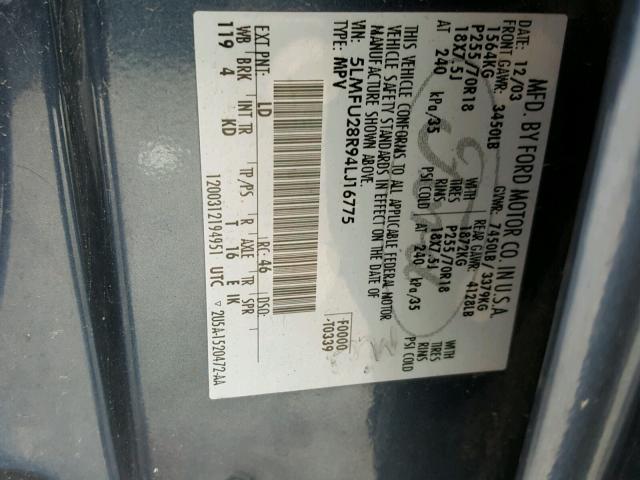 MFD. BY FORD MOTOR CO. IN U.S.A.
12/03 GVWR: 7450LB/ 3379KG
FRONT GAWR: 3450LB REAR GAWR: 4128LB
1564KG WITH 1872KG WITH
P255/70R18 TIRES P255/70R18 TIRES
18X7.5J RIMS 18X7.5J RIMS
AT 240 kPa/35 PSI COLD AT 240 kPa/35 PSI COLD
THIS VEHICLE CONFORMS TO ALL APPLICABLE FEDERAL MOTOR
VEHICLE SAFETY STANDARDS IN EFFECT ON THE DATE OF
MANUFACTURE SHOWN ABOVE.
VIN: 5LMFU28R94LJ16775
MPV
F0000
T0339
EXT PNT: LD RC: 46 DSO:
WB BRK INT TR TP/PS R AXLE TR SPR
119 4 KD T 16 E IK
1200312194951 UTC ▽ 2U5A-1520472-AA